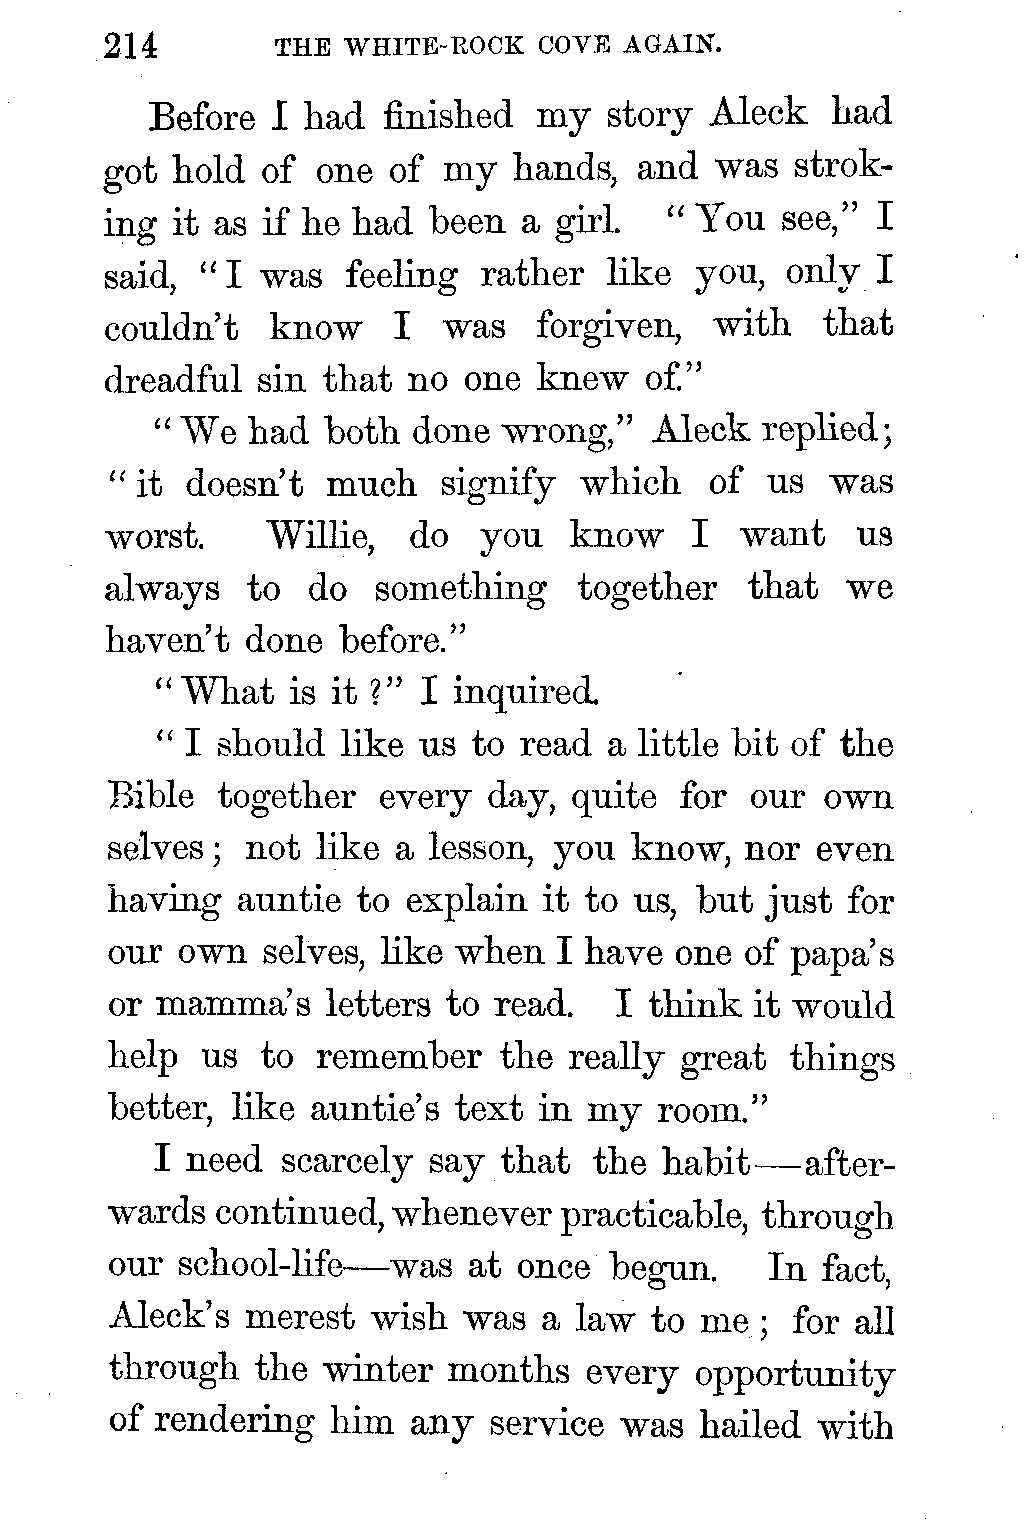 214 THE WHITE-ROCK COVE AGAIN.
Before I had finished my story Aleck had
got hold of one of my hands, and was strok-
ing it as if he had been a girl. "You see," I
said, "I was feeling rather like you, only I
couldn't know I was forgiven, with that
dreadful sin that no one knew of."
"We had both done wrong," Aleck replied;
"it doesn't much signify which of us was
worst. Willie, do you know I want us
always to do something together that we
haven't done before."
"What is it?" I inquired.
"I should like us to read a little bit of the
Bible together every day, quite for our own
selves; not like a lesson, you know, nor even
having auntie to explain it to us, but just for
our own selves, like when I have one of papa's
or mamma's letters to read. I think it would
help us to remember the really great things
better, like auntie's text in my room."
I need scarcely say that the habit—after-
wards continued, whenever practicable, through
our school-life—was at once begun. In fact,
Aleck's merest wish was a law to me; for all
through the winter months every opportunity
of rendering him any service was hailed with